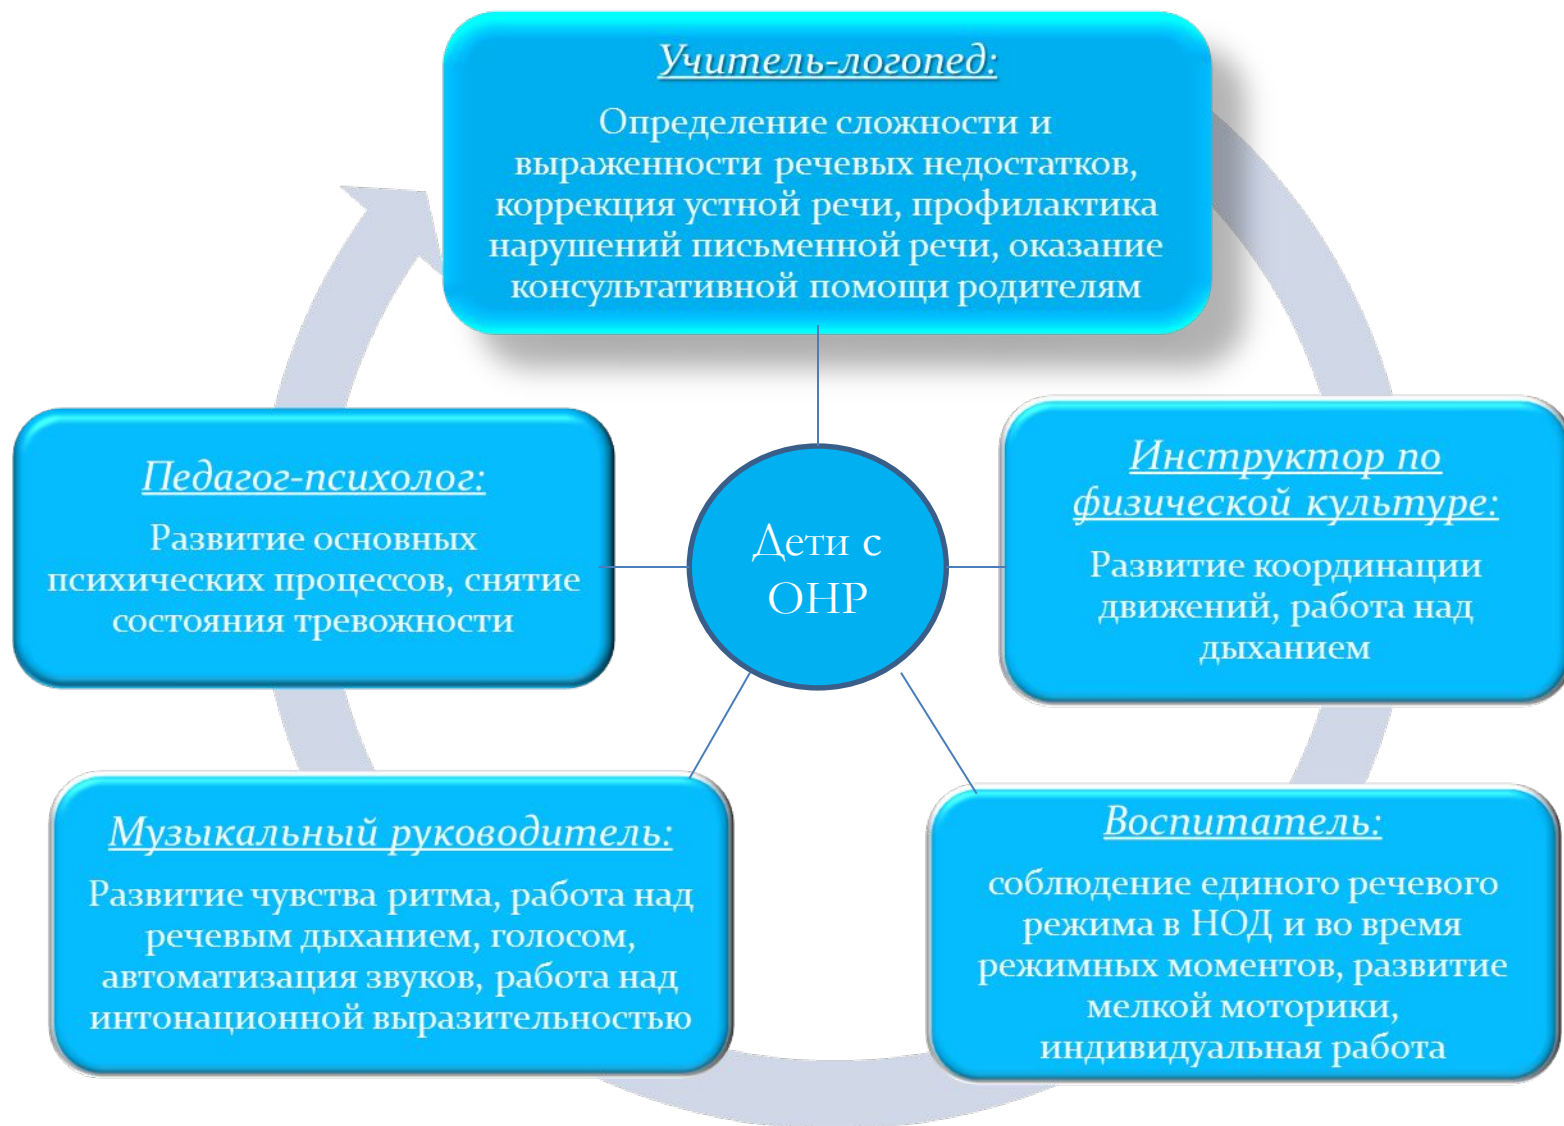 Учитель-логопед:
Определение сложности и
выраженности речевых недостатков,
коррекция устной речи, профилактика
нарушений письменной речи, оказание
консультативной помощи родителям
Педагог-психолог:
Развитие основных
психических процессов, снятие
состояния тревожности
Дети с
ОНР
Инструктор по
физической культуре:
Развитие координации
движений, работа над
дыханием
Музыкальный руководитель:
Развитие чувства ритма, работа над
речевым дыханием, голосом,
автоматизация звуков, работа над
интонационной выразительностью
Воспитатель:
соблюдение единого речевого
режима в НОД и во время
режимных моментов, развитие
мелкой моторики,
индивидуальная работа